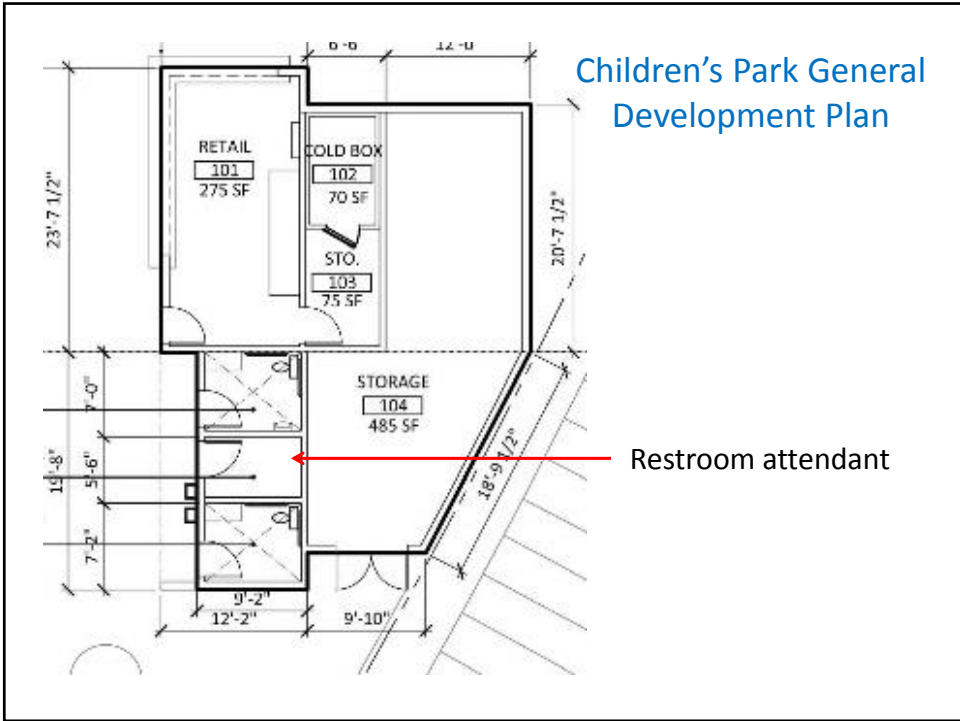 6'-6"
Children's Park General
Development Plan
RETAIL
101
275 SF
COLD BOX
102
70 SF
23'-7 1/2"
20'-7 1/2"
STO.
103
75 SF
7'-0"
STORAGE
104
485 SF
19'-8"
5'-6"
18'-9 1/2"
Restroom attendant
7'-2"
9'-2"
12'-2"
9'-10"